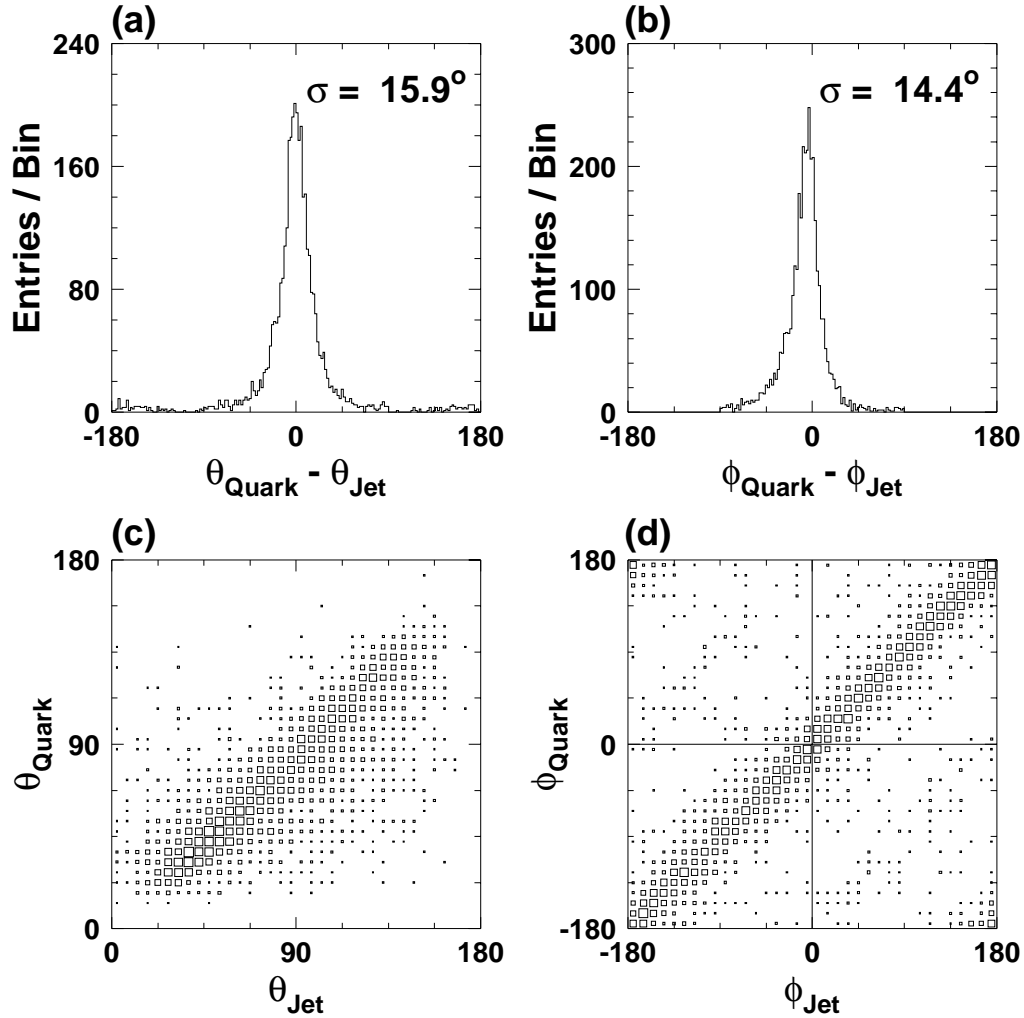 (a)
240
160
80
0
-180
0
180
Entries / Bin
σ = 15.9°
θQuark - θJet
(b)
300
200
100
0
-180
0
180
Entries / Bin
σ = 14.4°
ϕQuark - ϕJet
(c)
180
90
0
0
90
180
θQuark
θJet
(d)
180
0
-180
-180
0
180
ϕQuark
ϕJet